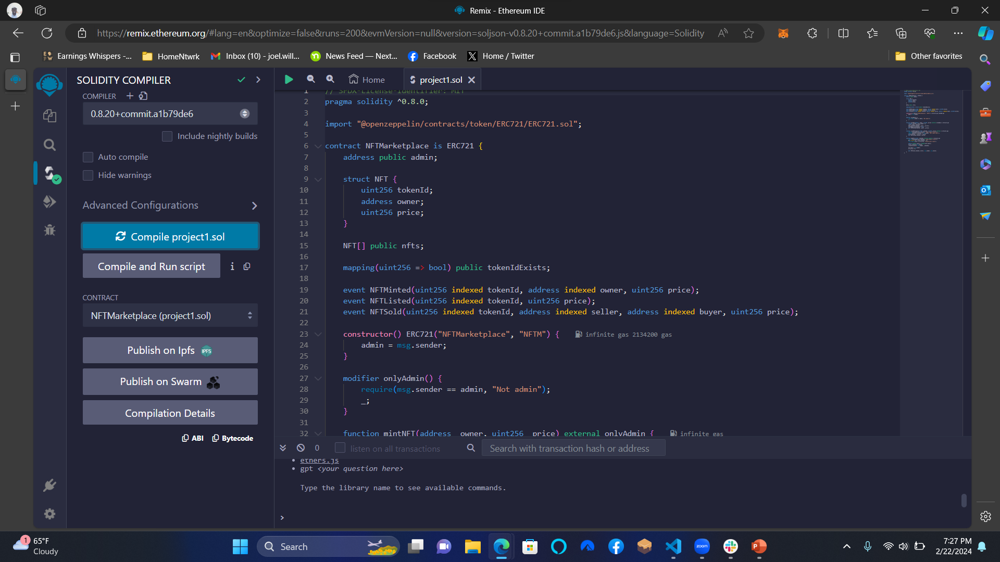 Remix - Ethereum IDE
https://remix.ethereum.org/#lang=en&optimize=false&runs=200&evmVersion=null&version=soljson-v0.8.20+commit.a1b79de6.js&language=Solidity
Earnings Whispers -...
HomeNtwrk
Inbox (10) - joel.will...
News Feed — Next...
Facebook
Home / Twitter
Other favorites
SOLIDITY COMPILER
Home
project1.sol
COMPILER
0.8.20+commit.a1b79de6
Include nightly builds
Auto compile
Hide warnings
Advanced Configurations
Compile project1.sol
Compile and Run script
CONTRACT
NFTMarketplace (project1.sol)
Publish on Ipfs
IPFS
Publish on Swarm
Compilation Details
ABI
Bytecode
1 // SPDX-License-Identifier: MIT
2 pragma solidity ^0.8.0;
3
4 import "@openzeppelin/contracts/token/ERC721/ERC721.sol";
5
6 contract NFTMarketplace is ERC721 {
7 address public admin;
8
9 struct NFT {
10 uint256 tokenId;
11 address owner;
12 uint256 price;
13 }
14
15 NFT[] public nfts;
16
17 mapping(uint256 => bool) public tokenIdExists;
18
19 event NFTMinted(uint256 indexed tokenId, address indexed owner, uint256 price);
20 event NFTListed(uint256 indexed tokenId, uint256 price);
21 event NFTSold(uint256 indexed tokenId, address indexed seller, address indexed buyer, uint256 price);
22
23 constructor() ERC721("NFTMarketplace", "NFTM") { infinite gas 2134200 gas
24 admin = msg.sender;
25 }
26
27 modifier onlyAdmin() {
28 require(msg.sender == admin, "Not admin");
29 _;
30 }
31
32 function mintNFT(address _owner, uint256 _price) external onlyAdmin { infinite gas
0
listen on all transactions
Search with transaction hash or address
• ethers.js
• gpt <your question here>
Type the library name to see available commands.
>
1
65°F
Cloudy
Search
zoom
7:27 PM
2/22/2024